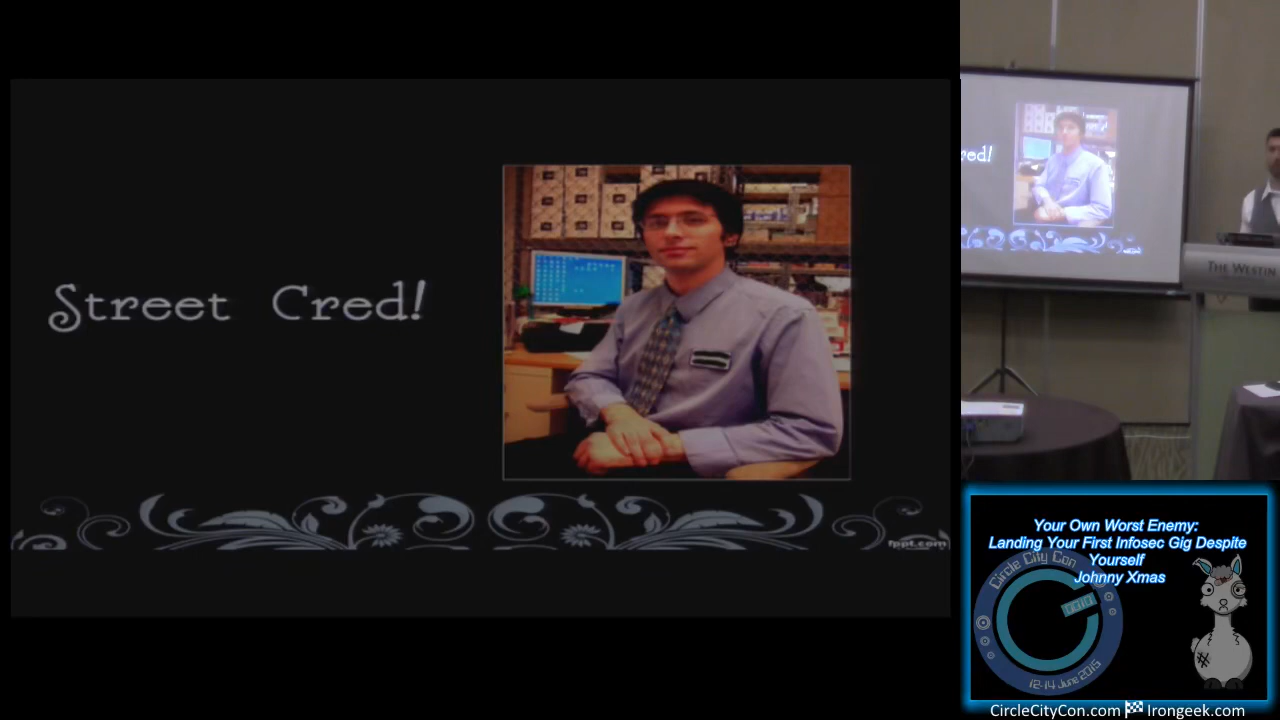 Street Cred!
fppt.com
red!
THE WESTIN
Your Own Worst Enemy:
Landing Your First Infosec Gig Despite
Yourself
Johnny Xmas
Circle City Con
12-14 June 2015
CircleCityCon.com Irongeek.com